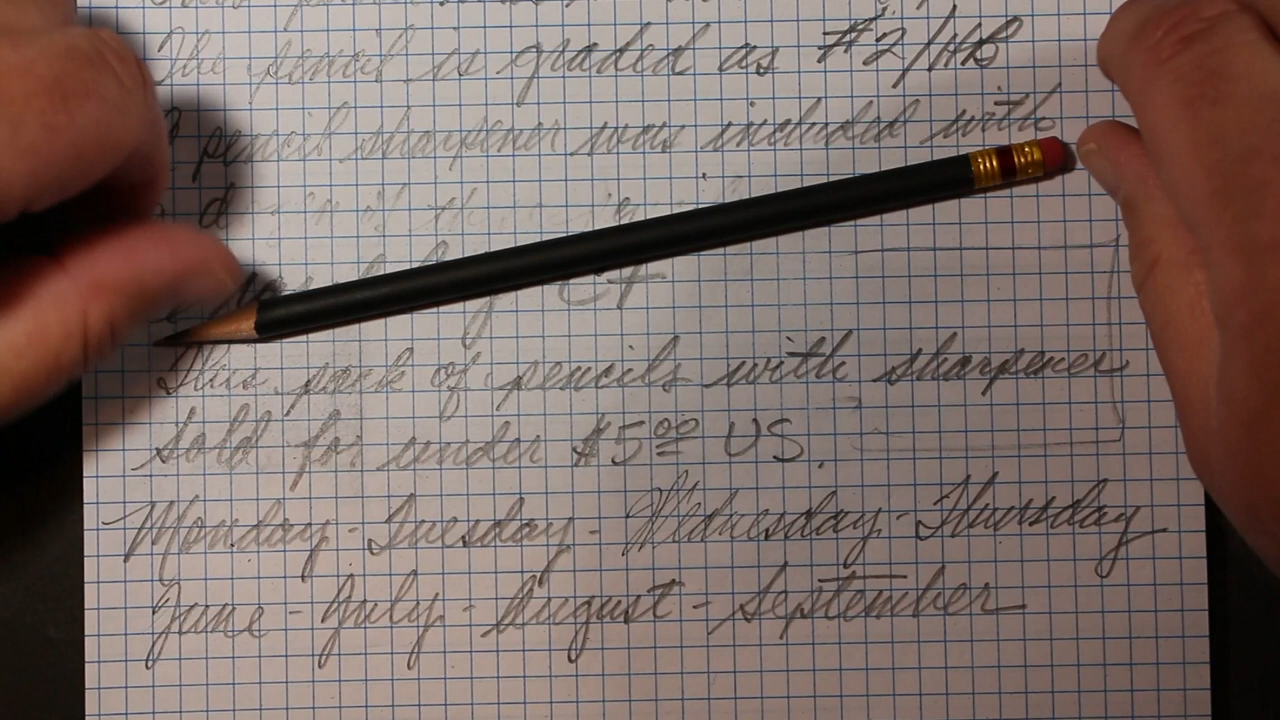 The pencil is graded as #2/HB
A pencil sharpener was included with
of
This pack of pencils with sharpener
sold for under $5.00 US.
Monday - Tuesday - Wednesday - Thursday
June - July - August - September